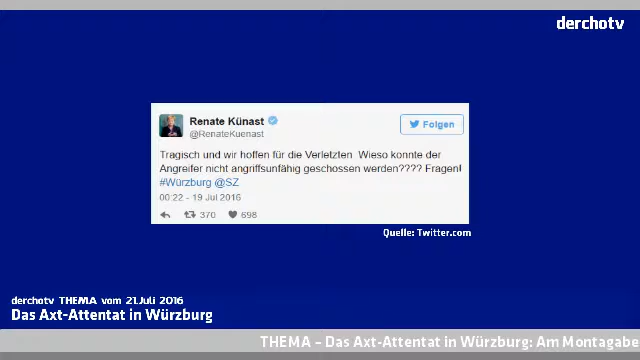 derchotv
Renate Künast
@RenateKuenast
Folgen
Tragisch und wir hoffen für die Verletzten Wieso konnte der
Angreifer nicht angriffsunfähig geschossen werden???? Fragen!
#Würzburg @SZ
00:22 - 19 Jul 2016
370 698
Quelle: Twitter.com
derchotv THEMA vom 21.Juli 2016
Das Axt-Attentat in Würzburg
THEMA – Das Axt-Attentat in Würzburg: Am Montagabe